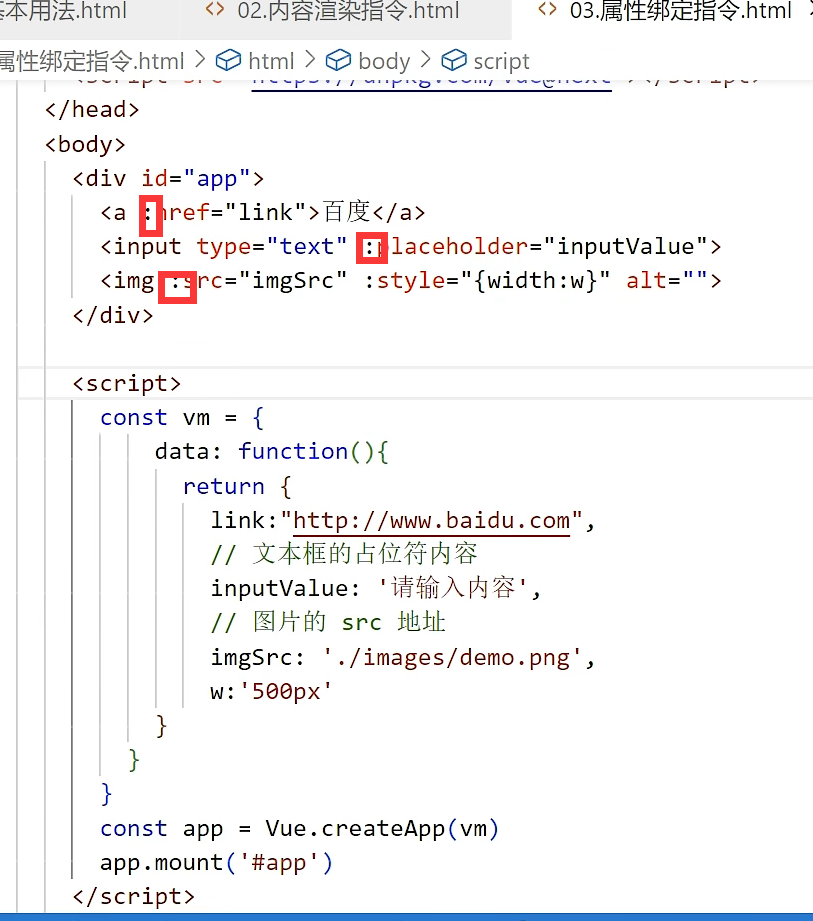 基本用法.html <> 02.内容渲染指令.html <> 03.属性绑定指令.html
属性绑定指令.html > html > body > script
<script src="https://unpkg.com/vue@next"></script>
</head>
<body>
<div id="app">
<a :href="link">百度</a>
<input type="text" :placeholder="inputValue">
<img :src="imgSrc" :style="{width:w}" alt="">
</div>
<script>
const vm = {
data: function(){
return {
link:"http://www.baidu.com",
// 文本框的占位符内容
inputValue: '请输入内容',
// 图片的 src 地址
imgSrc: './images/demo.png',
w:'500px'
}
}
}
const app = Vue.createApp(vm)
app.mount('#app')
</script>